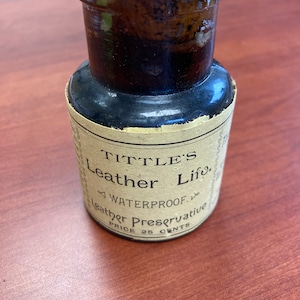 TITTLE'S
Leather Life.
WATERPROOF
Leather Preservative
PRICE 25 CENTS